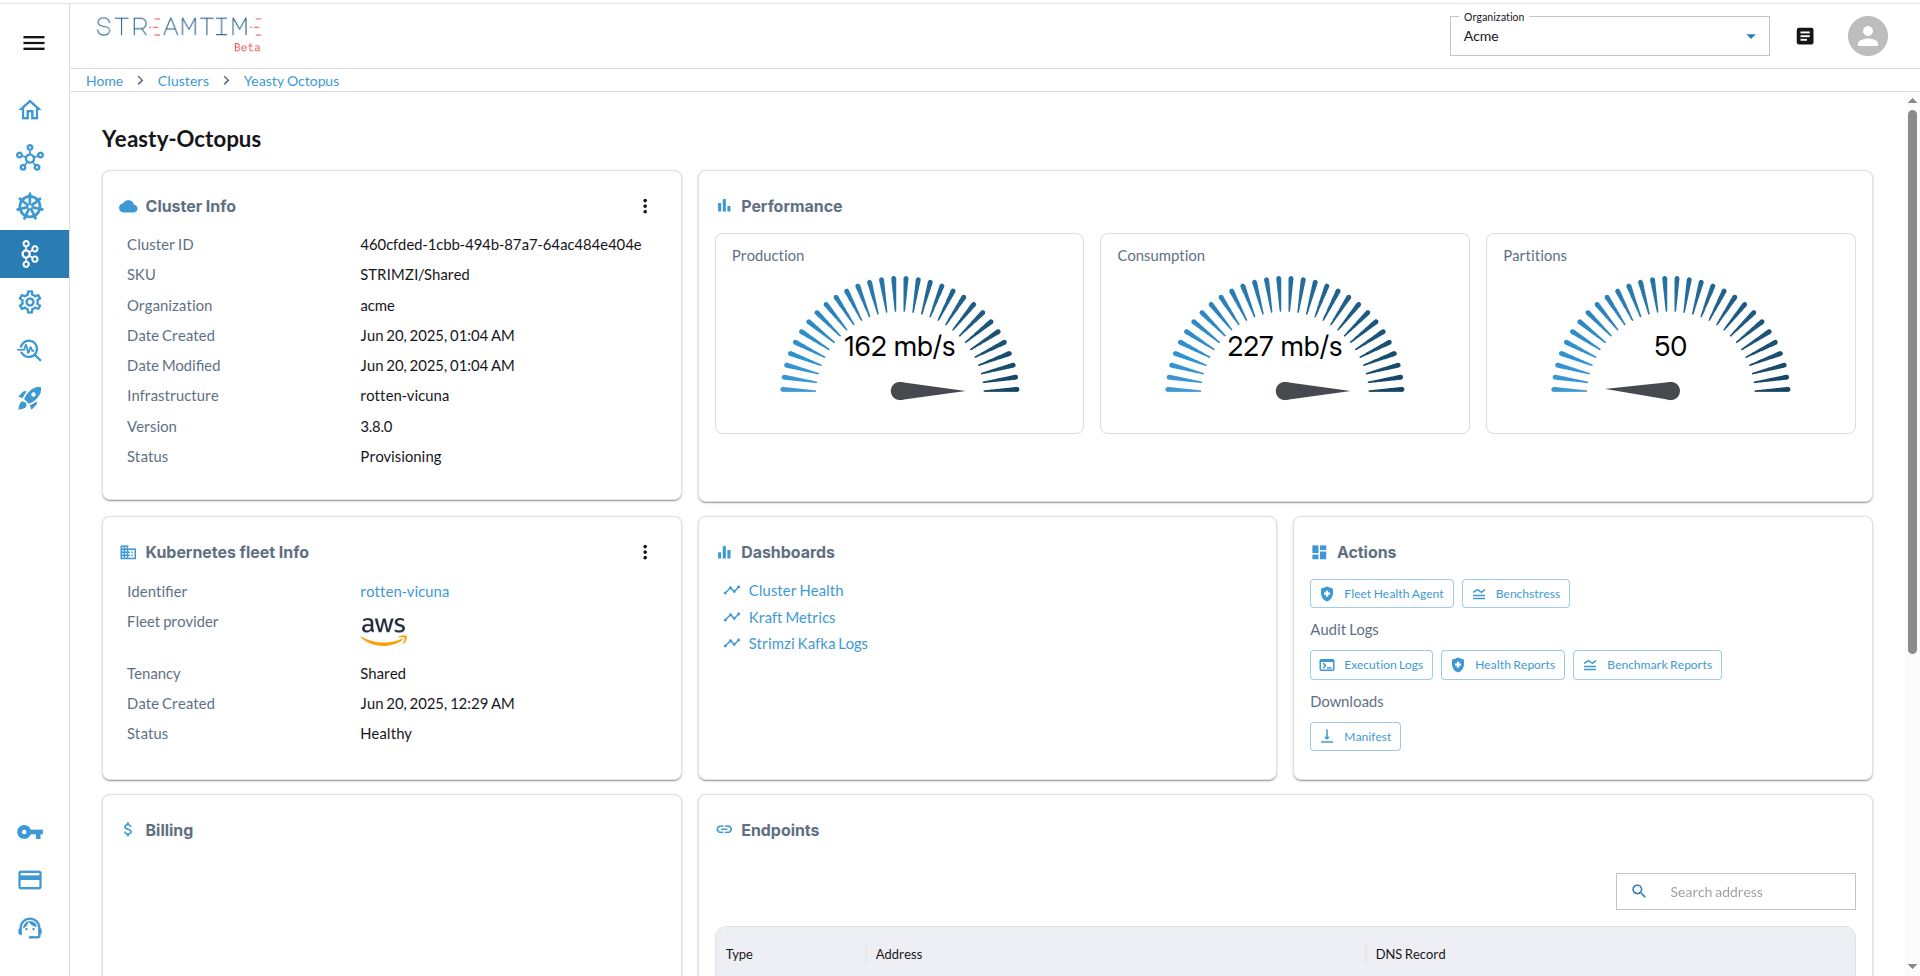 STREAMTIME
Beta
Organization
Acme
Home > Clusters > Yeasty Octopus
Yeasty-Octopus
Cluster Info
Cluster ID 460cfded-1cbb-494b-87a7-64ac484e404e
SKU STRIMZI/Shared
Organization acme
Date Created Jun 20, 2025, 01:04 AM
Date Modified Jun 20, 2025, 01:04 AM
Infrastructure rotten-vicuna
Version 3.8.0
Status Provisioning
Performance
Production
162 mb/s
Consumption
227 mb/s
Partitions
50
Kubernetes fleet Info
Identifier rotten-vicuna
Fleet provider aws
Tenancy Shared
Date Created Jun 20, 2025, 12:29 AM
Status Healthy
Dashboards
Cluster Health
Kraft Metrics
Strimzi Kafka Logs
Actions
Fleet Health Agent Benchstress
Audit Logs
Execution Logs Health Reports Benchmark Reports
Downloads
Manifest
$ Billing
Endpoints
Search address
Type Address DNS Record